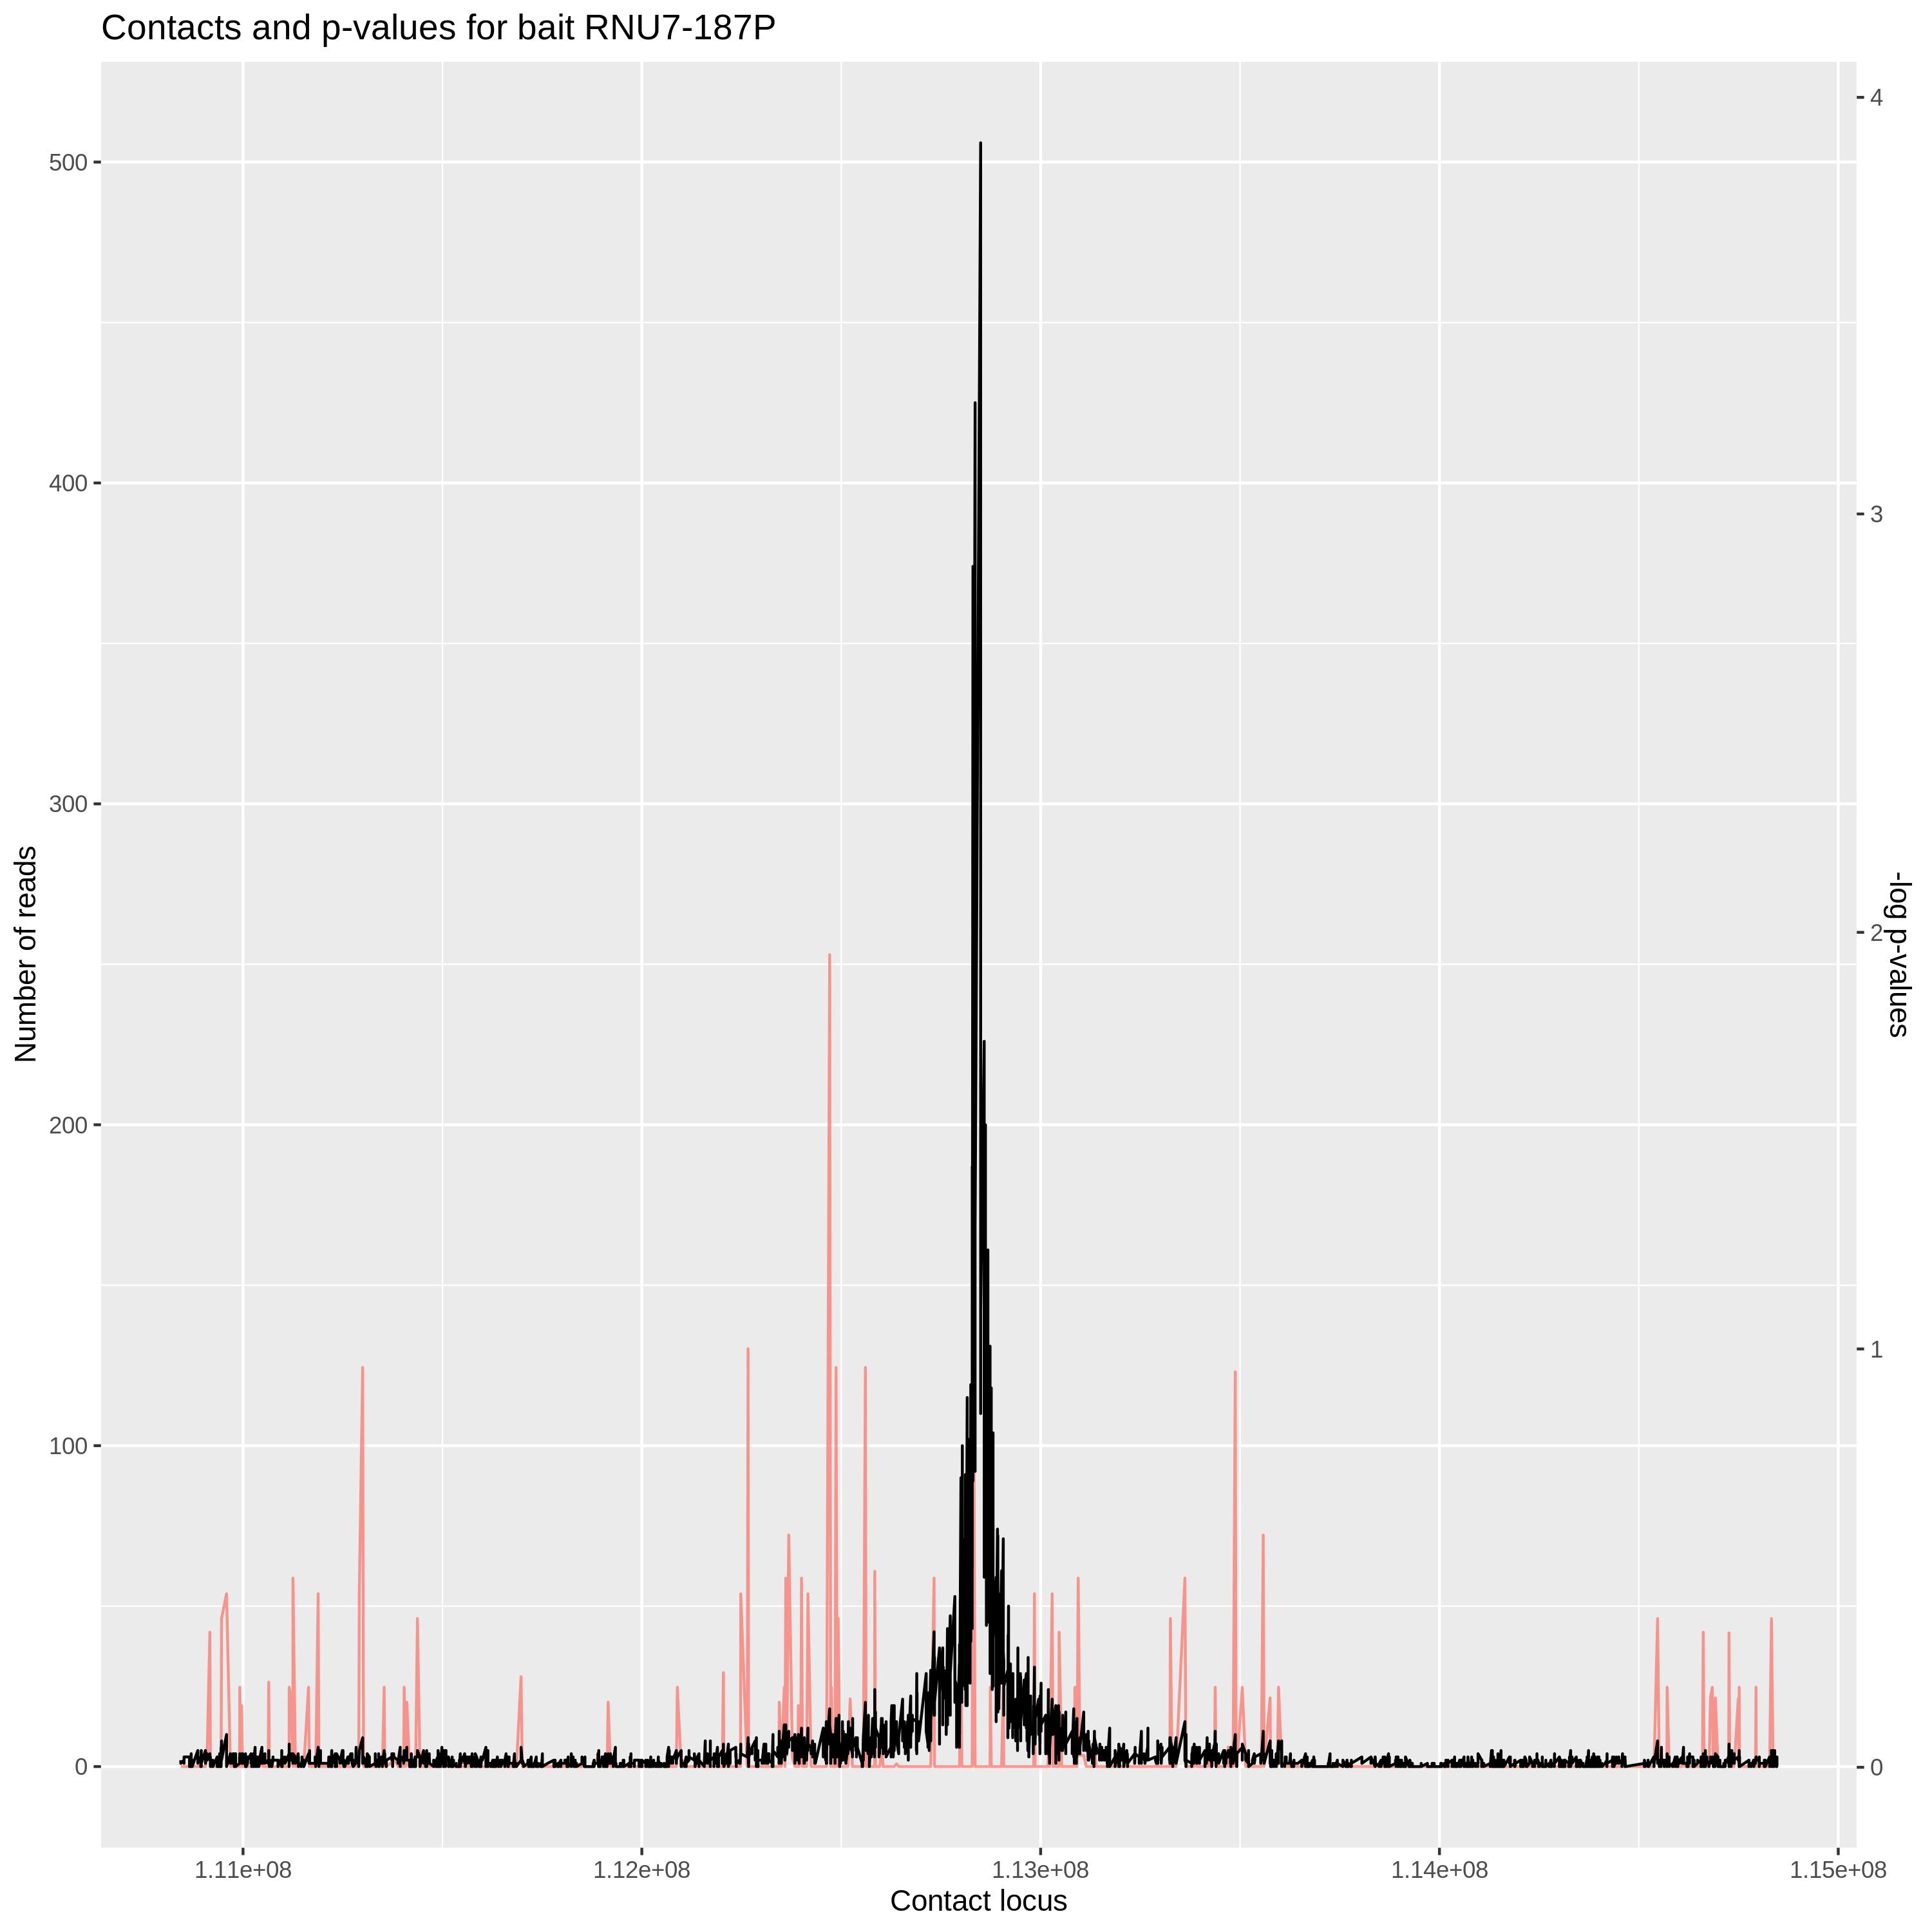 Contacts and p-values for bait RNU7-187P
Number of reads
500
400
300
200
100
0
4
3
2
1
0
-log p-values
1.11e+08
1.12e+08
1.13e+08
1.14e+08
1.15e+08
Contact locus